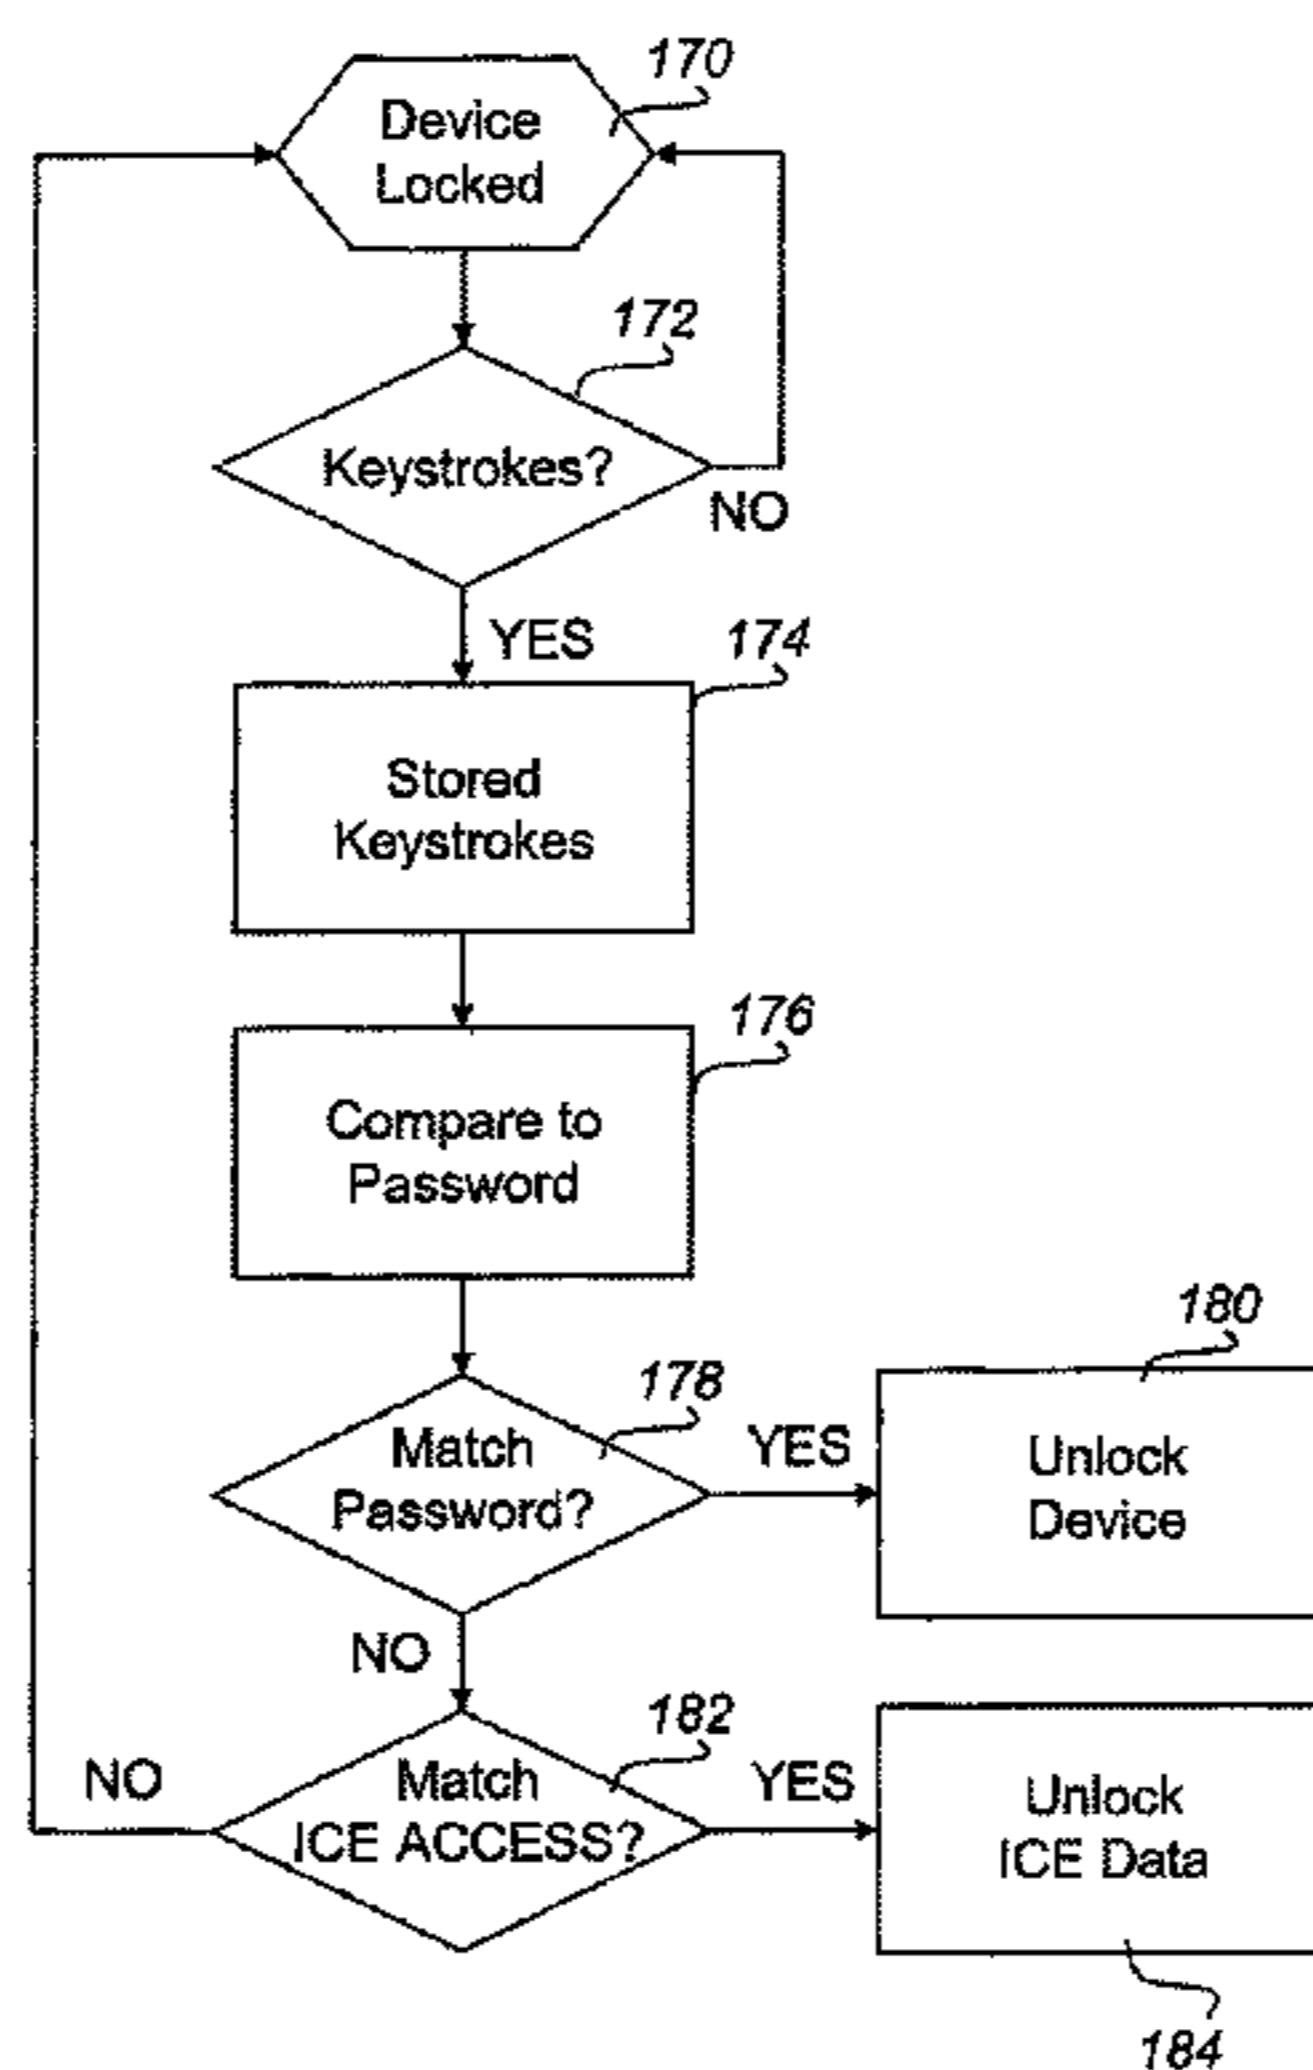 170
Device
Locked
172
Keystrokes?
NO
YES
174
Stored
Keystrokes
176
Compare to
Password
178
Match
Password?
YES
180
Unlock
Device
NO
182
Match
ICE ACCESS?
NO
YES
Unlock
ICE Data
184